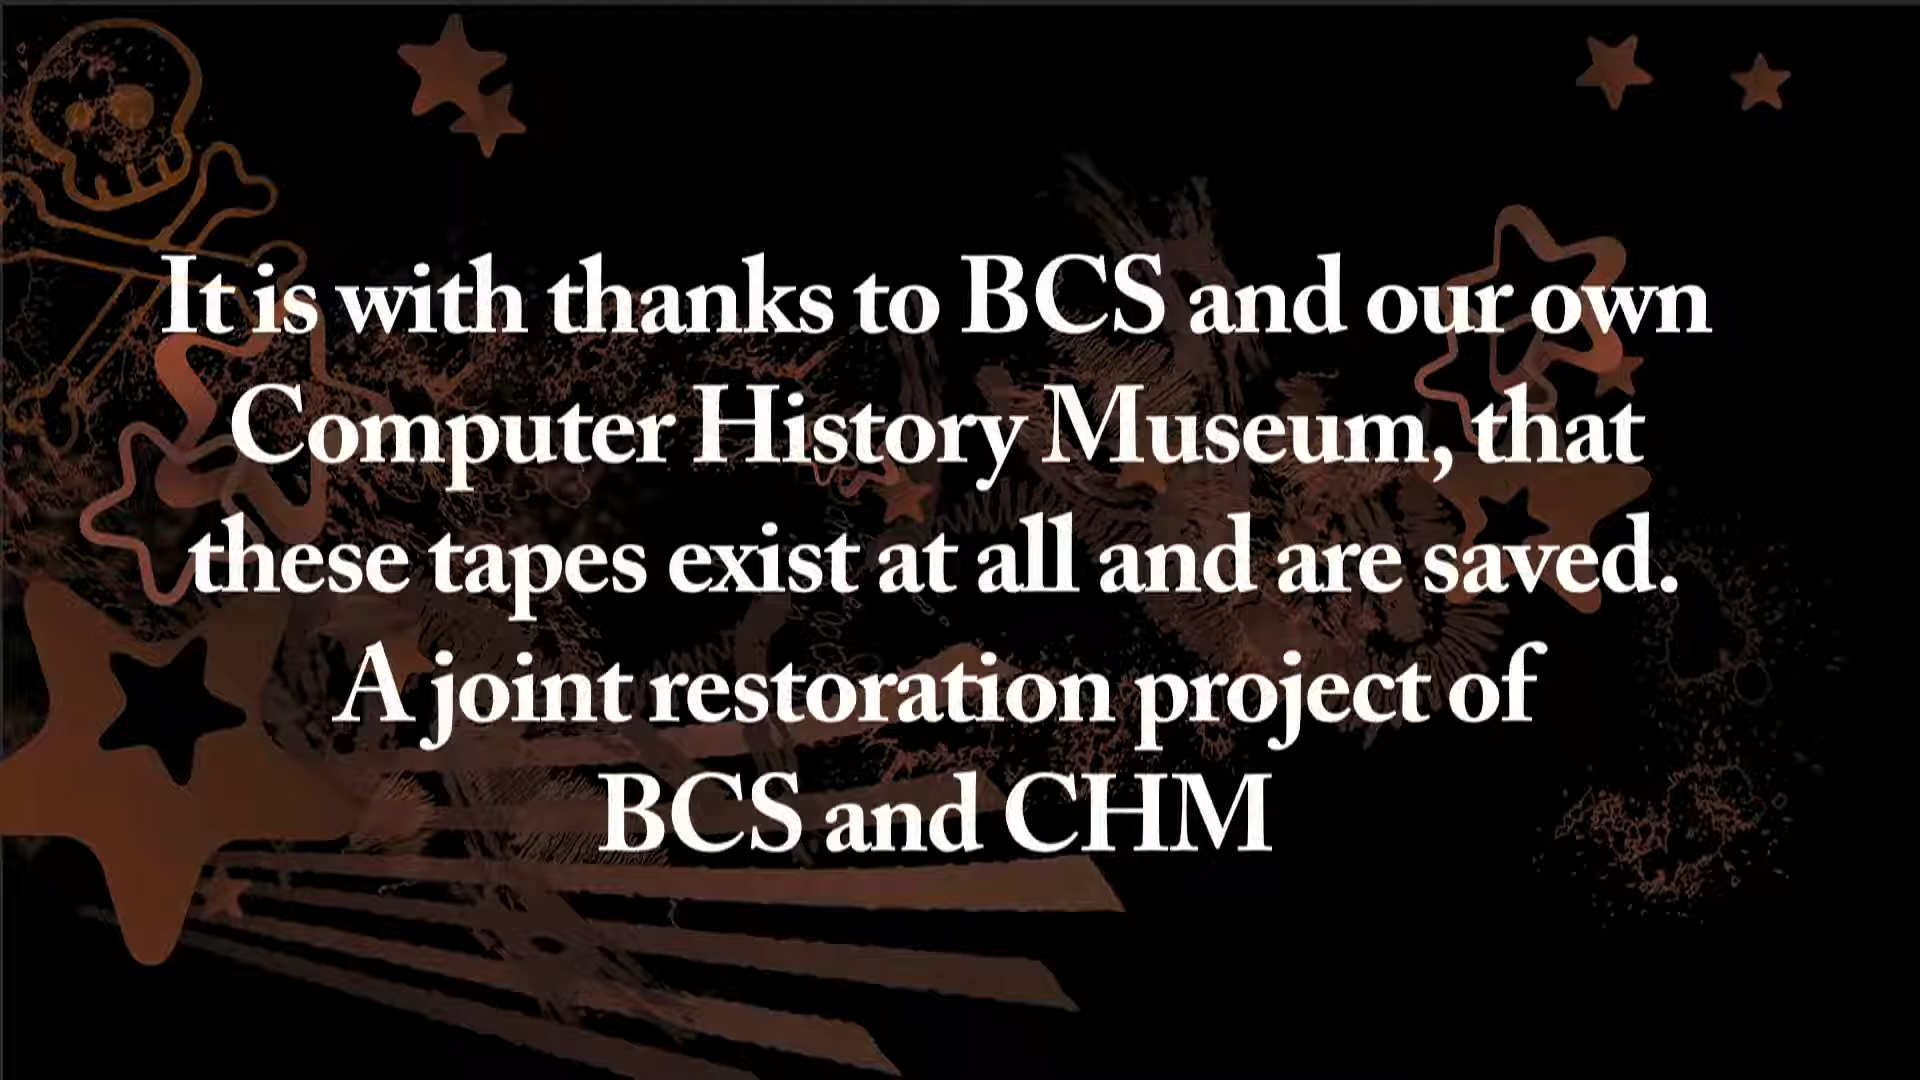 It is with thanks to BCS and our own
Computer History Museum, that
these tapes exist at all and are saved.
A joint restoration project of
BCS and CHM